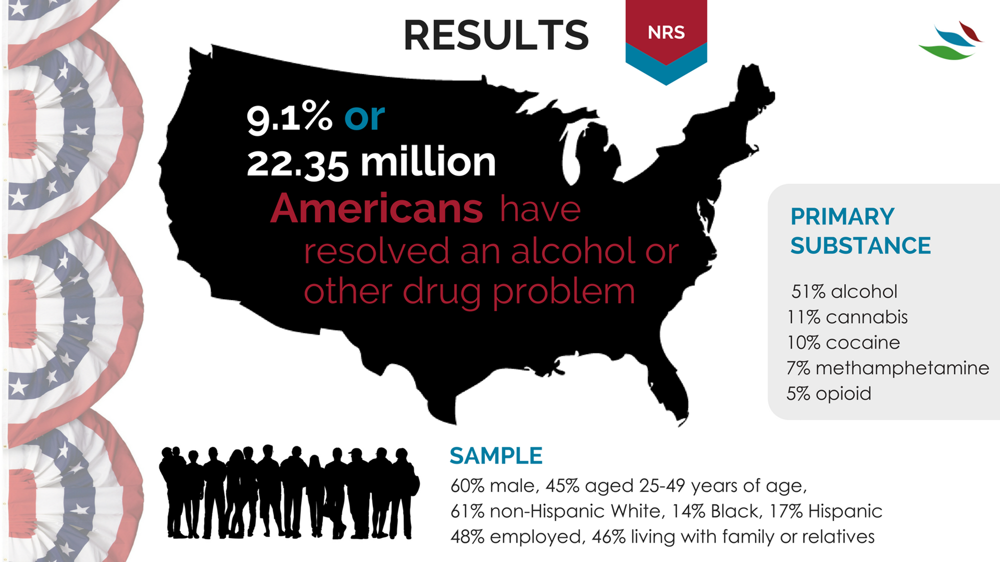 RESULTS
NRS
9.1% or
22.35 million
Americans have
resolved an alcohol or
other drug problem
PRIMARY
SUBSTANCE
51% alcohol
11% cannabis
10% cocaine
7% methamphetamine
5% opioid
SAMPLE
60% male, 45% aged 25-49 years of age,
61% non-Hispanic White, 14% Black, 17% Hispanic
48% employed, 46% living with family or relatives